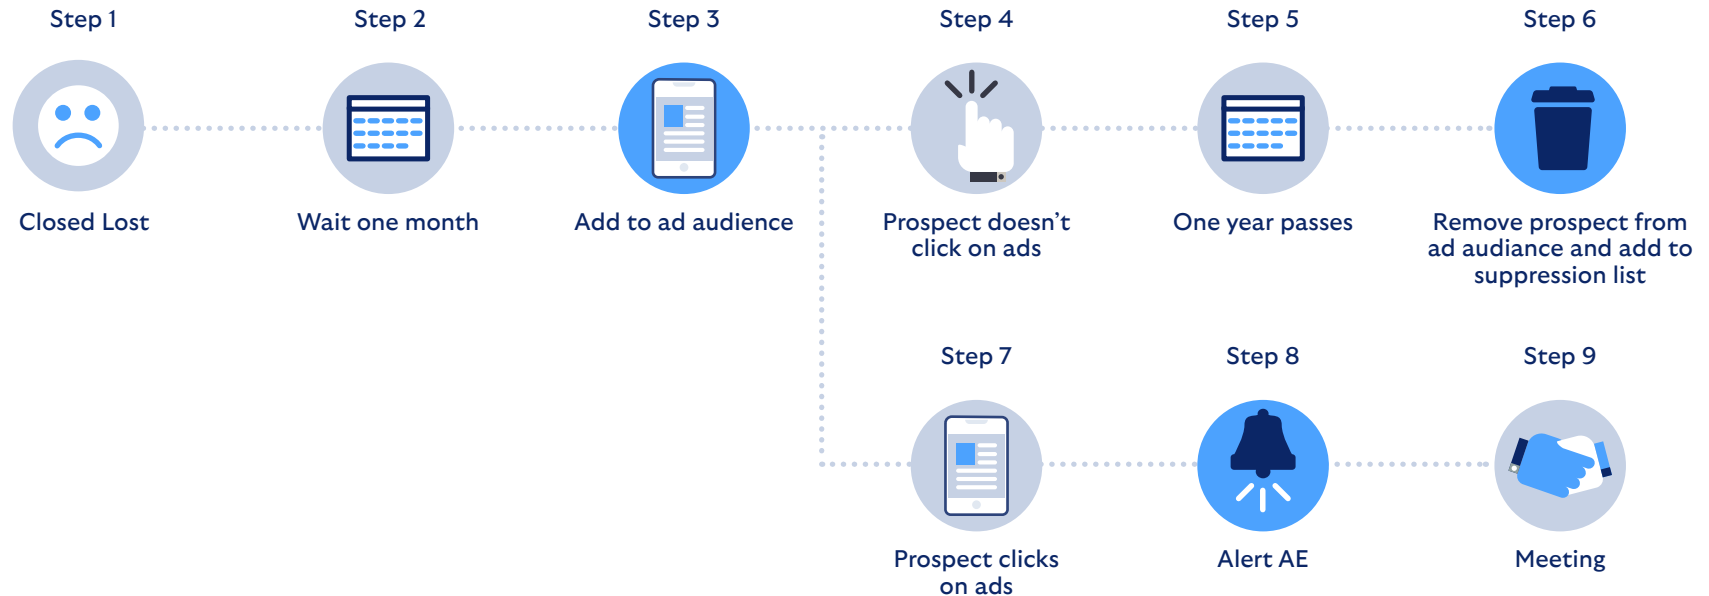 Step 1
Step 2
Step 3
Step 4
Step 5
Step 6
Closed Lost
Wait one month
Add to ad audience
Prospect doesn't
click on ads
One year passes
Remove prospect from
ad audiance and add to
suppression list
Step 7
Step 8
Step 9
Prospect clicks
on ads
Alert AE
Meeting